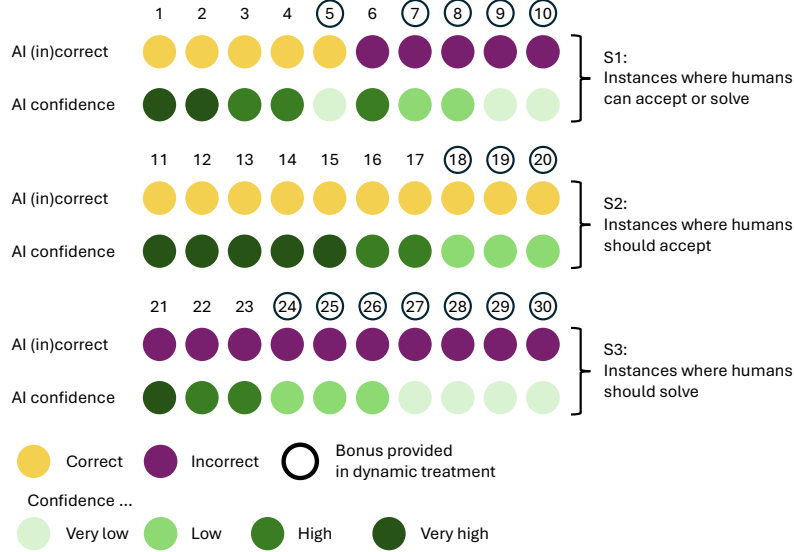 1 2 3 4 5 6 7 8 9 10
AI (in)correct
AI confidence
S1:
Instances where humans
can accept or solve
11 12 13 14 15 16 17 18 19 20
AI (in)correct
AI confidence
S2:
Instances where humans
should accept
21 22 23 24 25 26 27 28 29 30
AI (in)correct
AI confidence
S3:
Instances where humans
should solve
Correct Incorrect Bonus provided
in dynamic treatment
Confidence ...
Very low Low High Very high